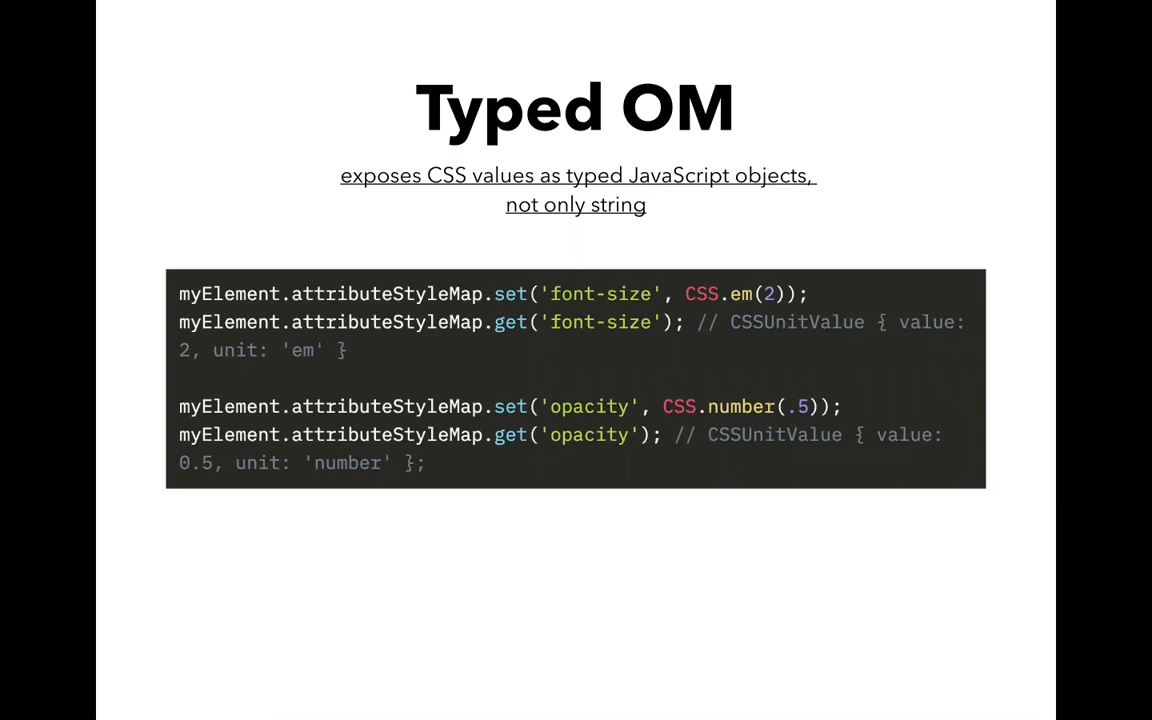 Typed OM
exposes CSS values as typed JavaScript objects,
not only string
myElement.attributeStyleMap.set('font-size', CSS.em(2));
myElement.attributeStyleMap.get('font-size'); // CSSUnitValue { value:
2, unit: 'em' }
myElement.attributeStyleMap.set('opacity', CSS.number(.5));
myElement.attributeStyleMap.get('opacity'); // CSSUnitValue { value:
0.5, unit: 'number' };